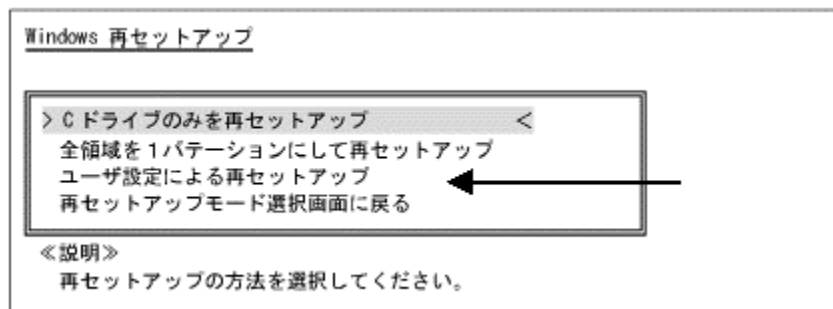 Windows 再セットアップ
> C ドライブのみを再セットアップ <
全領域を1パテーションにして再セットアップ
ユーザ設定による再セットアップ
再セットアップモード選択画面に戻る
≪説明≫
再セットアップの方法を選択してください。